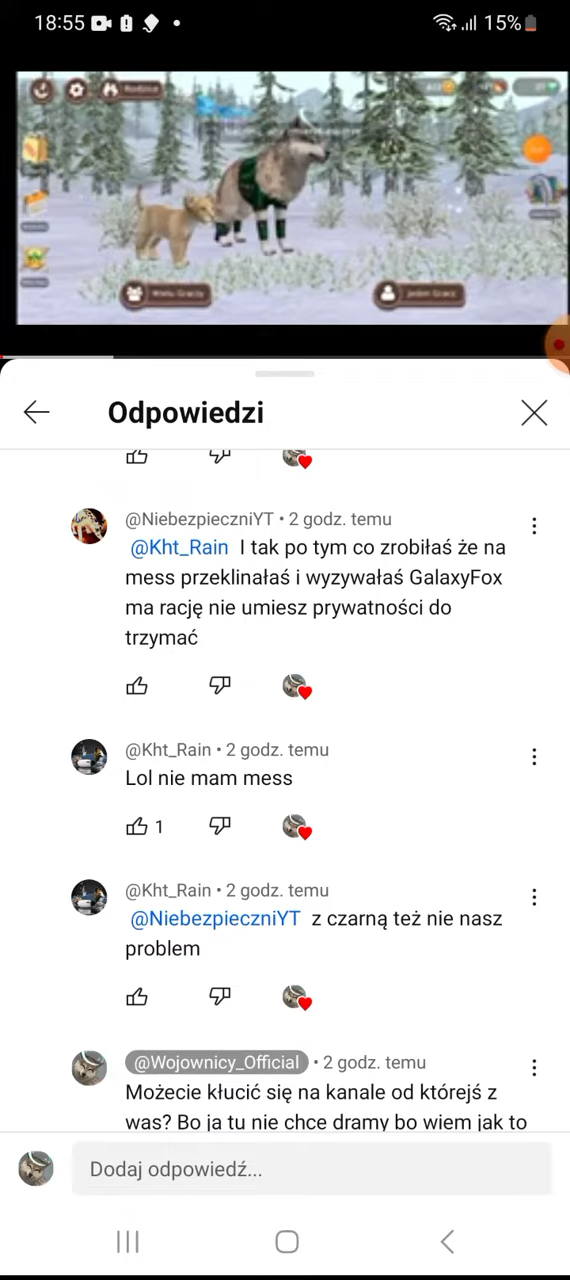 18:55
15%
Odpowiedzi
@NiebezpieczniYT • 2 godz. temu
@Kht_Rain I tak po tym co zrobiłaś że na
mess przeklinałaś i wyzywałaś GalaxyFox
ma rację nie umiesz prywatności do
trzymać
@Kht_Rain • 2 godz. temu
Lol nie mam mess
1
@Kht_Rain • 2 godz. temu
@NiebezpieczniYT z czarną też nie nasz
problem
@Wojownicy_Official • 2 godz. temu
Możecie kłucić się na kanale od którejś z
was? Bo ja tu nie chce dramy bo wiem jak to
Dodaj odpowiedź...